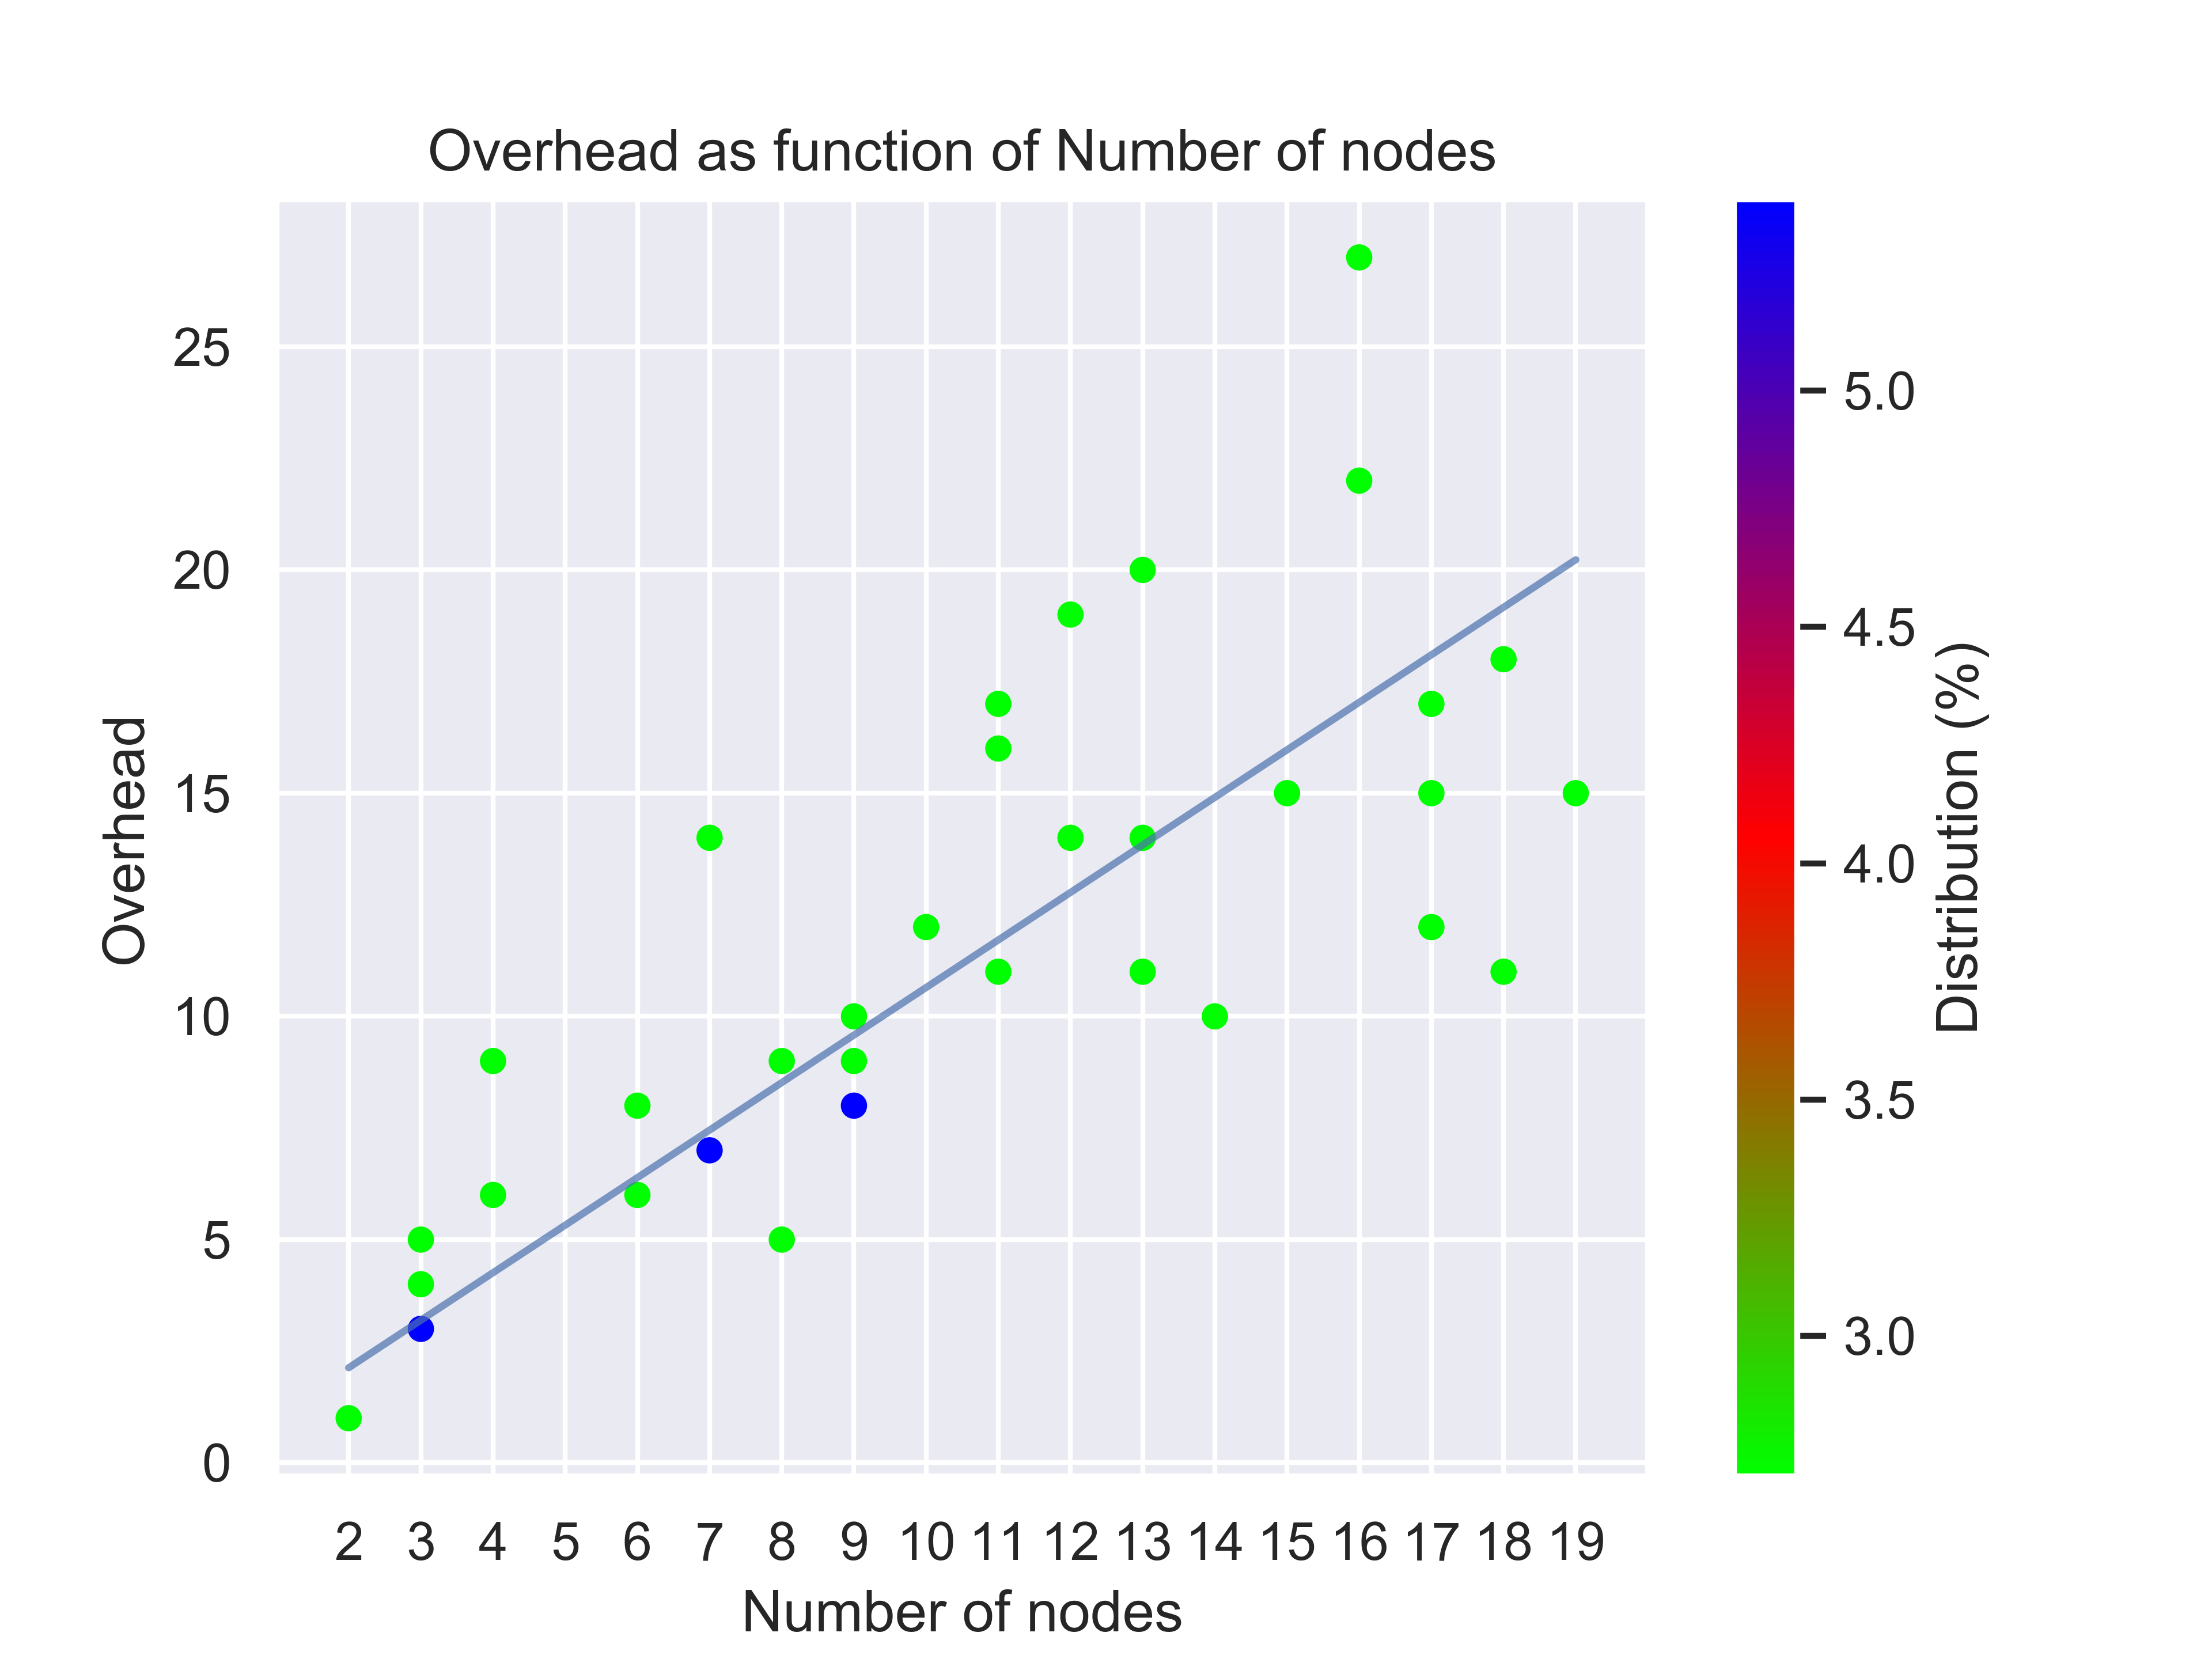 Overhead as function of Number of nodes
25
20
15
10
5
0
Overhead
2 3 4 5 6 7 8 9 10 11 12 13 14 15 16 17 18 19
Number of nodes
5.0
4.5
4.0
3.5
3.0
Distribution (%)